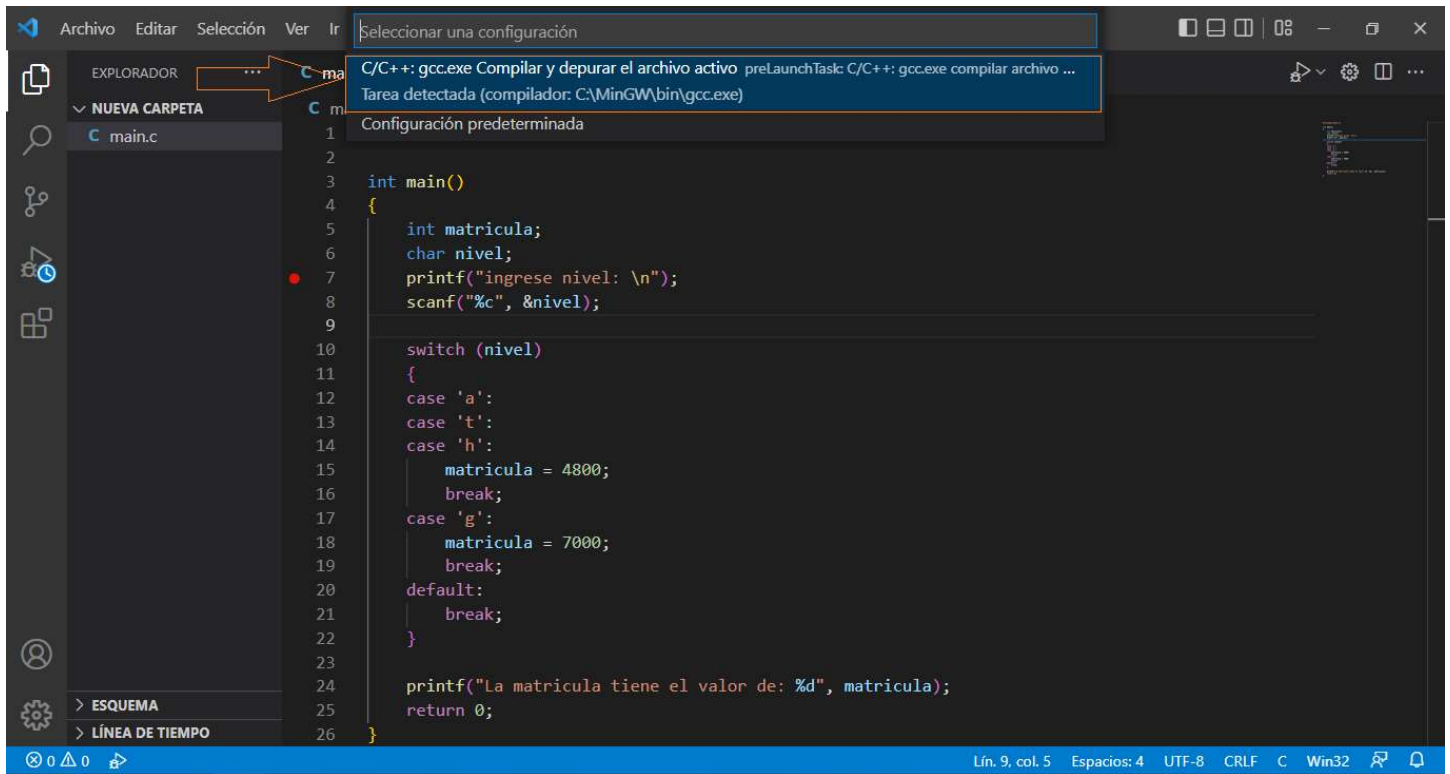 Archivo Editar Selección Ver Ir
Seleccionar una configuración
C/C++: gcc.exe Compilar y depurar el archivo activo preLaunchTask: C/C++: gcc.exe compilar archivo ...
Tarea detectada (compilador: C:\MinGW\bin\gcc.exe)
Configuración predeterminada
EXPLORADOR ...
NUEVA CARPETA
C main.c
C ma
C m
1
2
3 int main()
4 {
5 int matricula;
6 char nivel;
7 printf("ingrese nivel: \n");
8 scanf("%c", &nivel);
9
10 switch (nivel)
11 {
12 case 'a':
13 case 't':
14 case 'h':
15 matricula = 4800;
16 break;
17 case 'g':
18 matricula = 7000;
19 break;
20 default:
21 break;
22 }
23
24 printf("La matricula tiene el valor de: %d", matricula);
25 return 0;
26 }
> ESQUEMA
> LÍNEA DE TIEMPO
0 0 Lín. 9, col. 5 Espacios: 4 UTF-8 CRLF C Win32